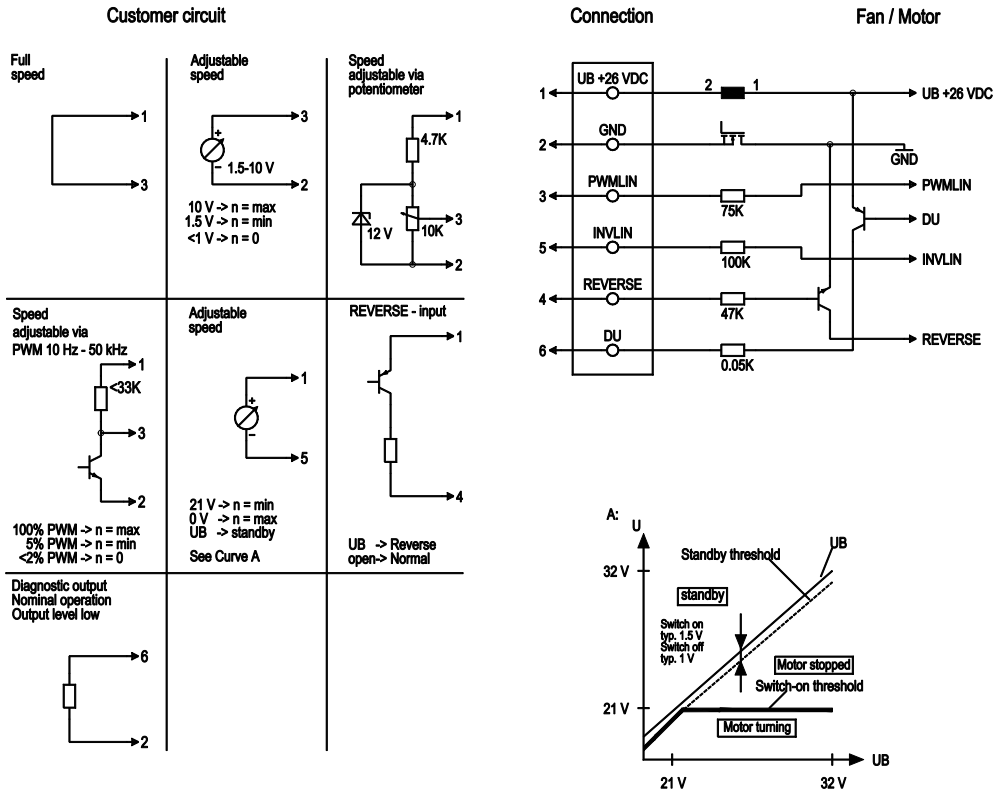 Customer circuit
Full
speed
1
3
Adjustable
speed
3
+
–
1.5-10 V
2
10 V -> n = max
1.5 V -> n = min
<1 V -> n = 0
Speed
adjustable via
potentiometer
1
4.7K
12 V
10K
3
2
Speed
adjustable via
PWM 10 Hz - 50 kHz
1
<33K
3
2
100% PWM -> n = max
5% PWM -> n = min
<2% PWM -> n = 0
Adjustable
speed
1
+
–
5
21 V -> n = min
0 V -> n = max
UB -> standby
See Curve A
REVERSE - input
1
4
UB -> Reverse
open-> Normal
Diagnostic output
Nominal operation
Output level low
6
2
Connection
Fan / Motor
1 UB +26 VDC 2 1 UB +26 VDC
2 GND GND
3 PWMLIN 75K PWMLIN
DU
5 INVLIN 100K INVLIN
4 REVERSE 47K REVERSE
6 DU 0.05K
A:
U
Standby threshold
UB
32 V
standby
Switch on
typ. 1.5 V
Switch off
typ. 1 V
Motor stopped
Switch-on threshold
21 V
Motor turning
UB
21 V
32 V